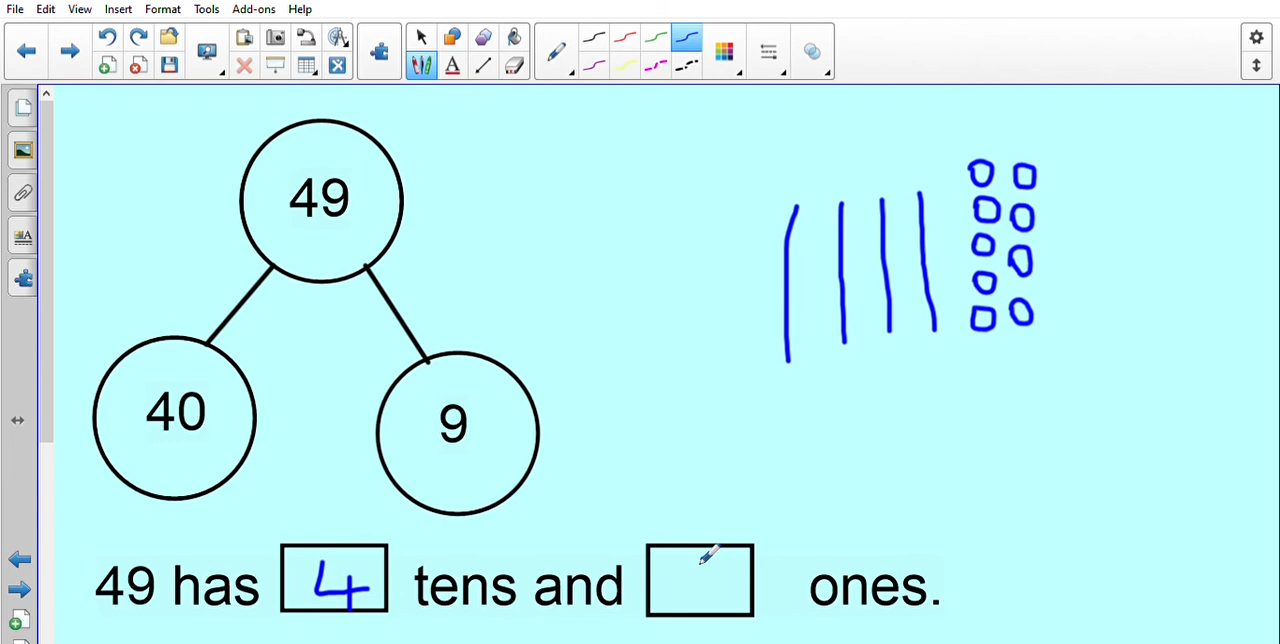 File Edit View Insert Format Tools Add-ons Help
49
40
9
49 has 4 tens and ones.